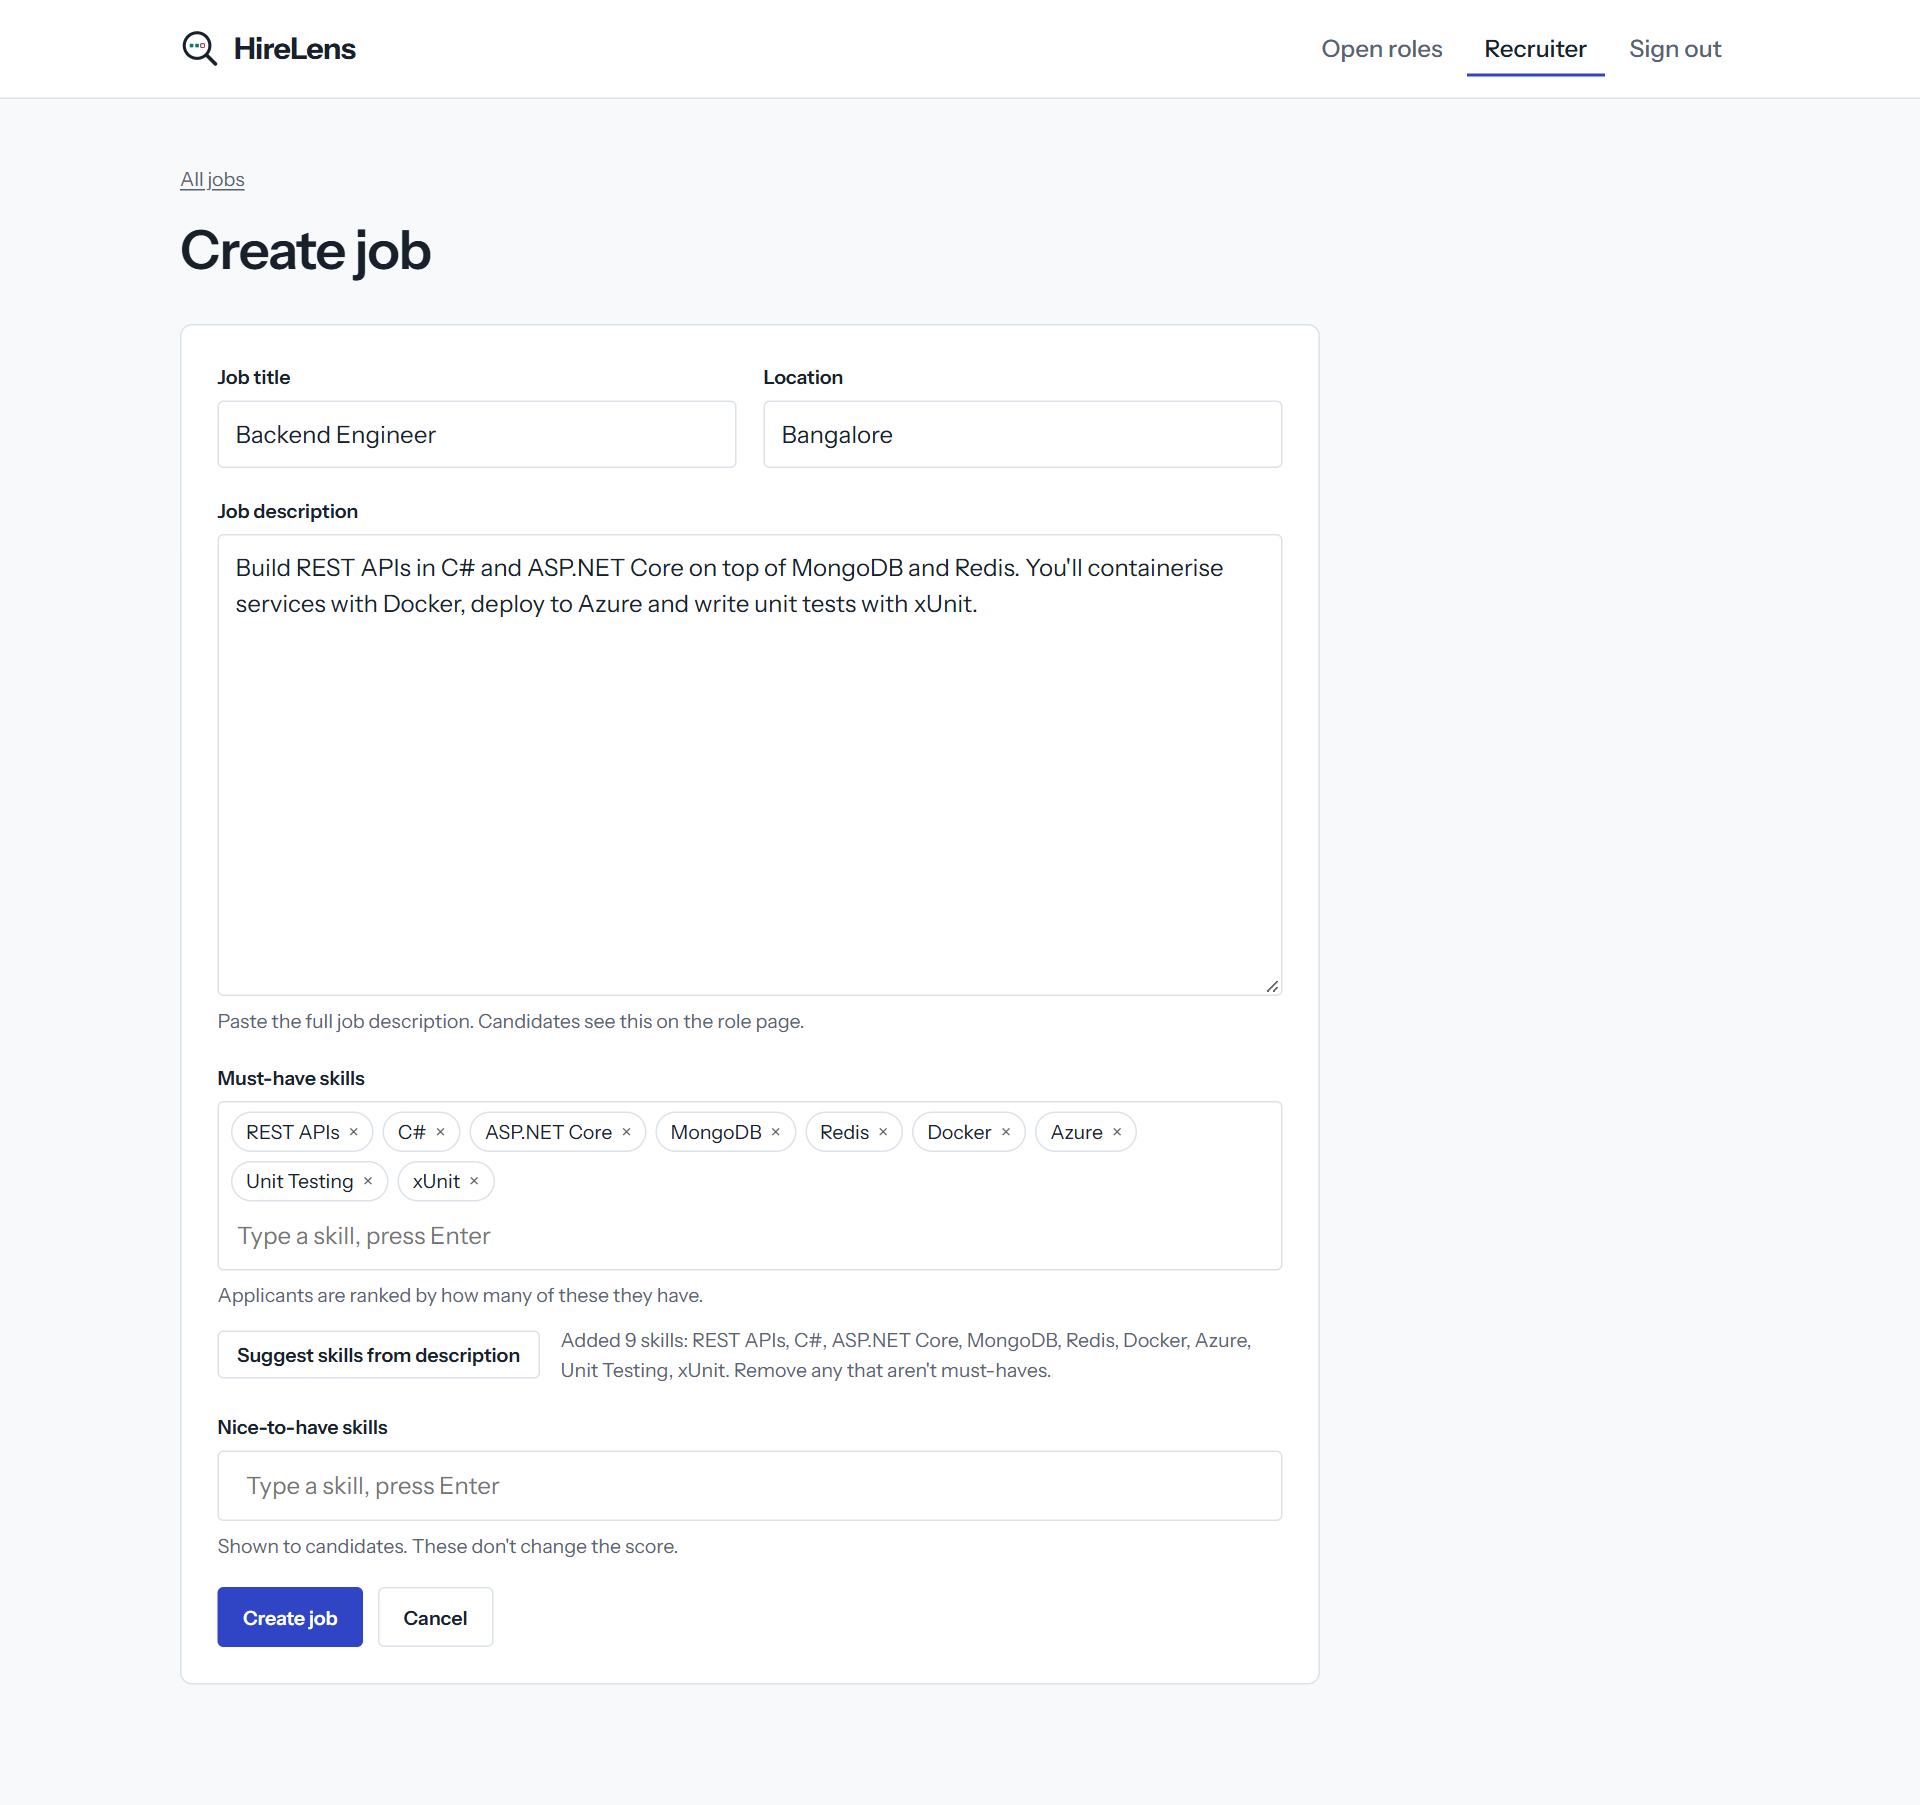 HireLens
Open roles
Recruiter
Sign out
All jobs
Create job
Job title
Location
Backend Engineer
Bangalore
Job description
Build REST APIs in C# and ASP.NET Core on top of MongoDB and Redis. You'll containerise
services with Docker, deploy to Azure and write unit tests with xUnit.
Paste the full job description. Candidates see this on the role page.
Must-have skills
REST APIs ×
C# ×
ASP.NET Core ×
MongoDB ×
Redis ×
Docker ×
Azure ×
Unit Testing ×
xUnit ×
Type a skill, press Enter
Applicants are ranked by how many of these they have.
Suggest skills from description
Added 9 skills: REST APIs, C#, ASP.NET Core, MongoDB, Redis, Docker, Azure,
Unit Testing, xUnit. Remove any that aren't must-haves.
Nice-to-have skills
Type a skill, press Enter
Shown to candidates. These don't change the score.
Create job
Cancel